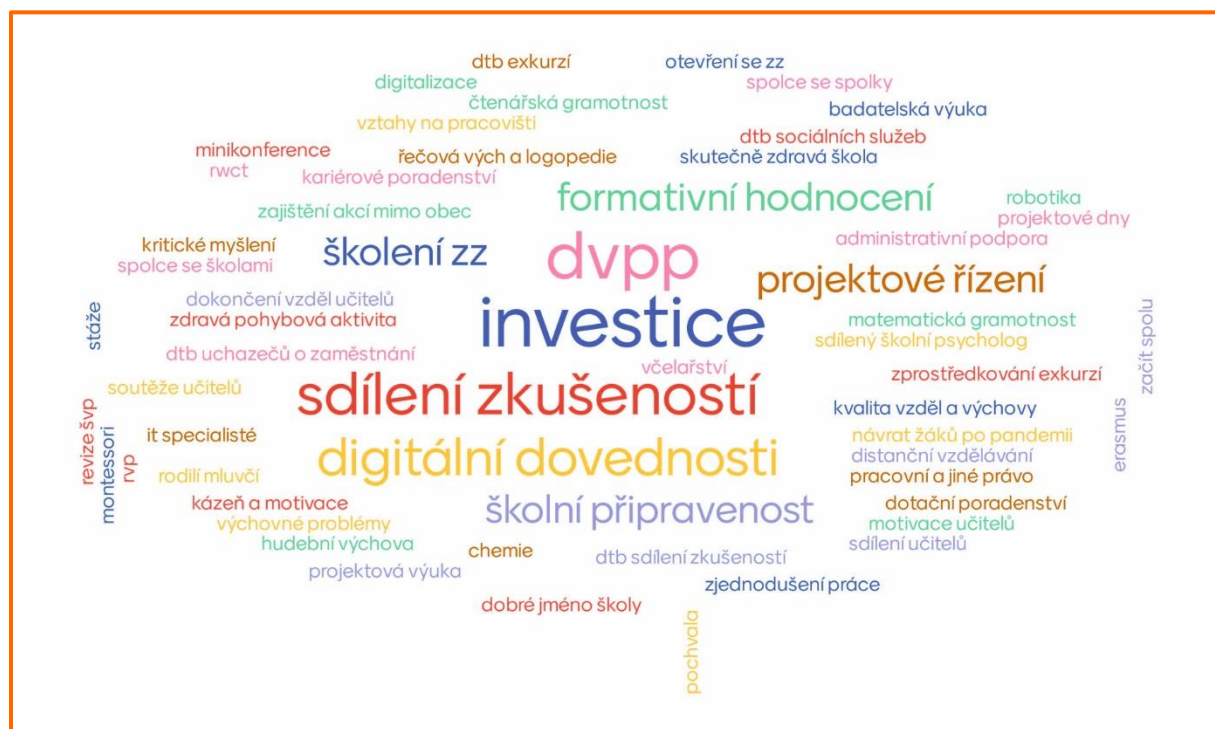 dtb exkurzí
otevření se zz
digitalizace
spolce se spolky
čtenářská gramotnost
badatelská výuka
vztahy na pracovišti
dtb sociálních služeb
minikonference
řečová vých a logopedie
skutečně zdravá škola
rwct
kariérové poradenství
formativní hodnocení
robotika
zajištění akcí mimo obec
projektové dny
kritické myšlení
školení zz
dvpp
administrativní podpora
spolce se školami
projektové řízení
stáže
dokončení vzděl učitelů
investice
matematická gramotnost
začít spolu
zdravá pohybová aktivita
sdílený školní psycholog
dtb uchazečů o zaměstnání
včelařství
zprostředkování exkurzí
soutěže učitelů
sdílení zkušeností
kvalita vzděl a výchovy
revize švp
montessori
rvp
it specialisté
návrat žáků po pandemii
erasmus
distanční vzdělávání
rodilí mluvčí
digitální dovednosti
pracovní a jiné právo
kázeň a motivace
školní připravenost
dotační poradenství
výchovné problémy
motivace učitelů
hudební výchova
chemie
dtb sdílení zkušeností
sdílení učitelů
projektová výuka
zjednodušení práce
dobré jméno školy
pochvala